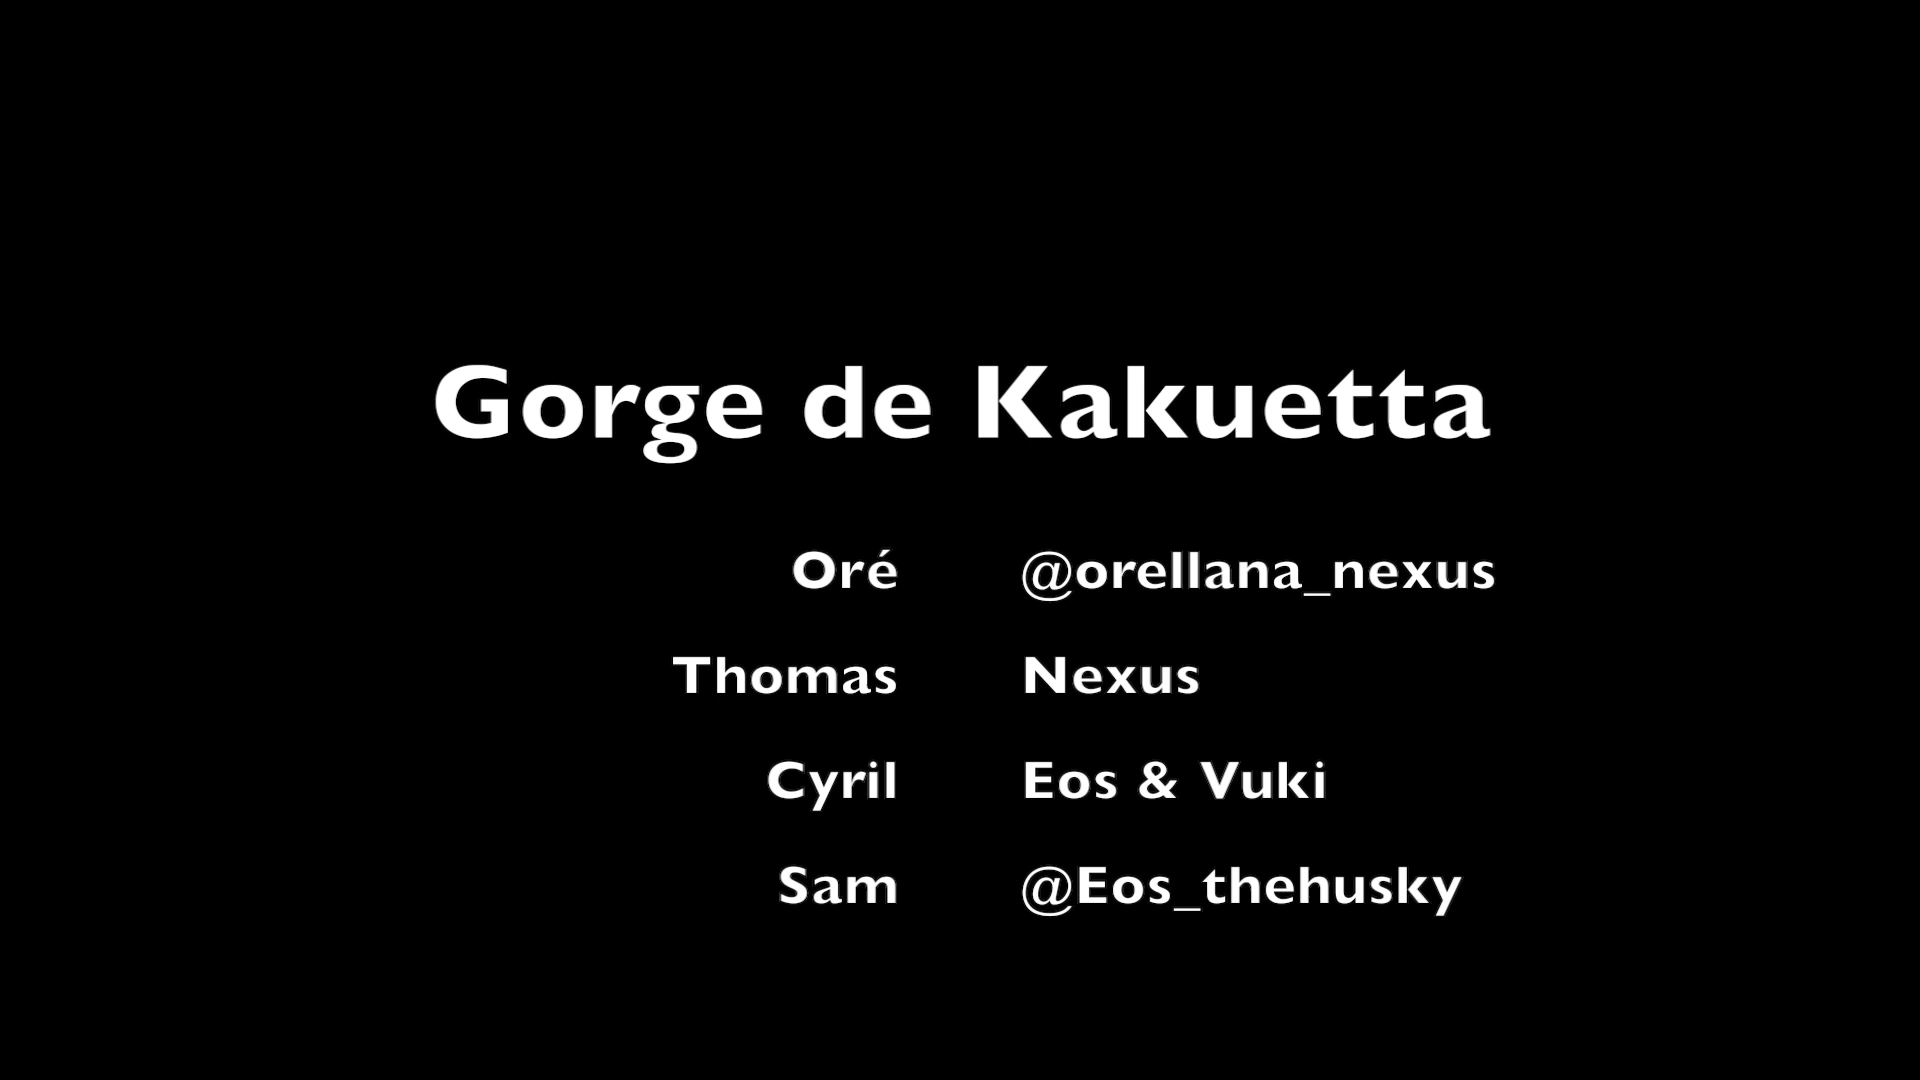 Gorge de Kakuetta
Oré @orellana_nexus
Thomas Nexus
Cyril Eos & Vuki
Sam @Eos_thehusky